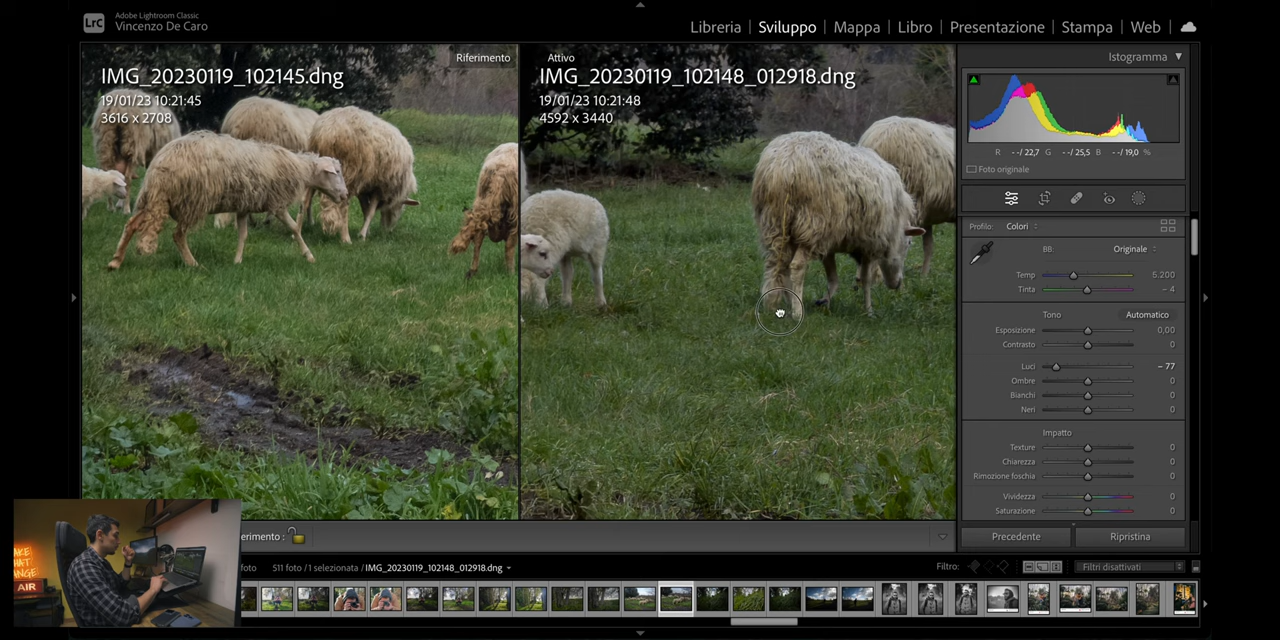 LrC
Adobe Lightroom Classic
Vincenzo De Caro
Libreria | Sviluppo | Mappa | Libro | Presentazione | Stampa | Web
Riferimento
IMG_20230119_102145.dng
19/01/23 10:21:45
3616 x 2708
Attivo
IMG_20230119_102148_012918.dng
19/01/23 10:21:48
4592 x 3440
Istogramma
R --/ 22,7 G --/ 25,5 B --/ 19,0 %
Foto originale
Profilo: Colori
BB: Originale
Temp 5.200
Tinta – 4
Tono Automatico
Esposizione 0,00
Contrasto 0
Luci – 77
Ombre 0
Bianchi 0
Neri 0
Impatto
Texture 0
Chiarezza 0
Rimozione foschia 0
Vividezza 0
Saturazione 0
Precedente Ripristina
erimento :
foto 511 foto / 1 selezionata / IMG_20230119_102148_012918.dng
Filtro: Filtri disattivati
AIR